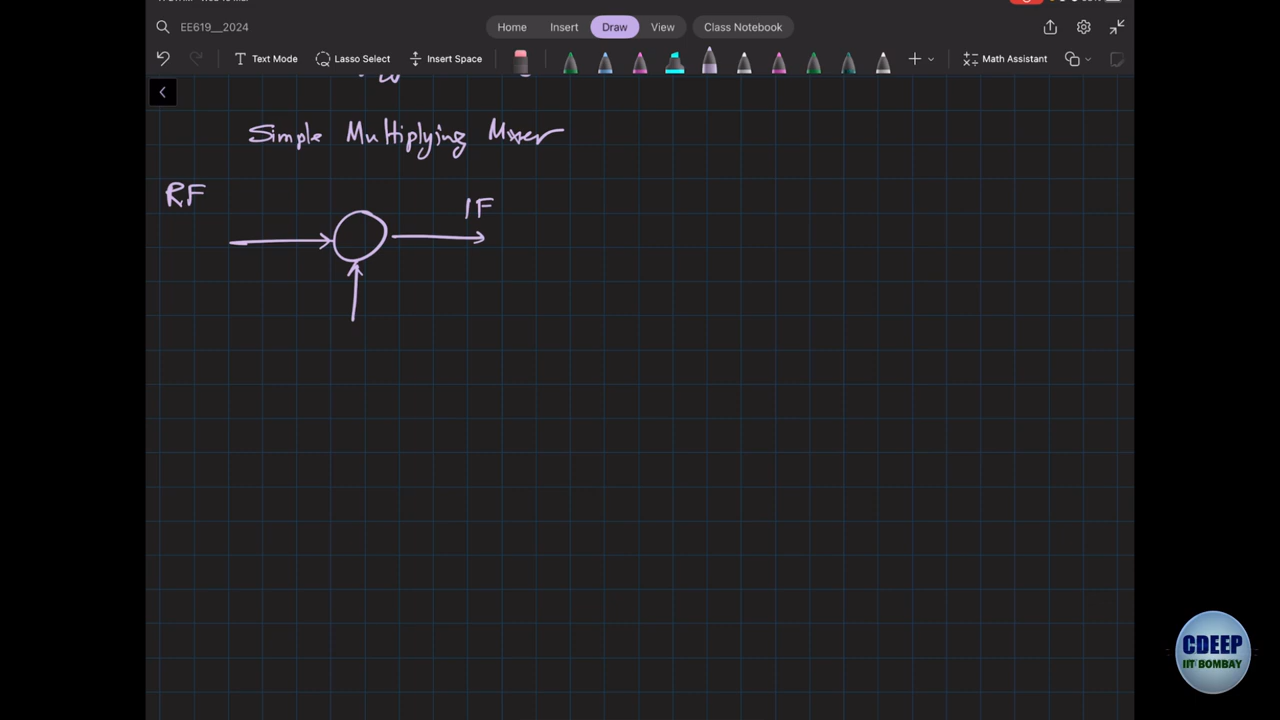 EE619__2024
Home Insert Draw View Class Notebook
Text Mode Lasso Select Insert Space Math Assistant
Simple Multiplying Mixer
RF
IF
CDEEP
IIT BOMBAY